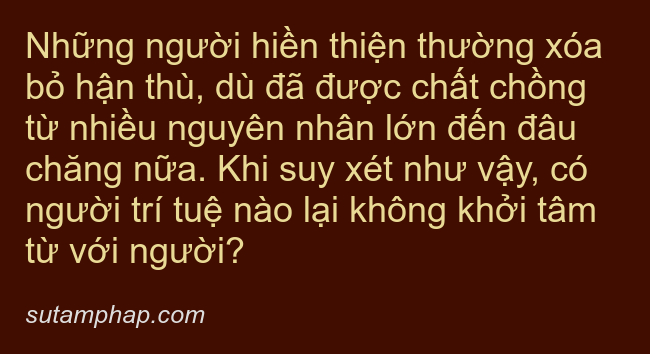 Những người hiền thiện thường xóa
bỏ hận thù, dù đã được chất chồng
từ nhiều nguyên nhân lớn đến đâu
chăng nữa. Khi suy xét như vậy, có
người trí tuệ nào lại không khởi tâm
từ với người?
sutamphap.com